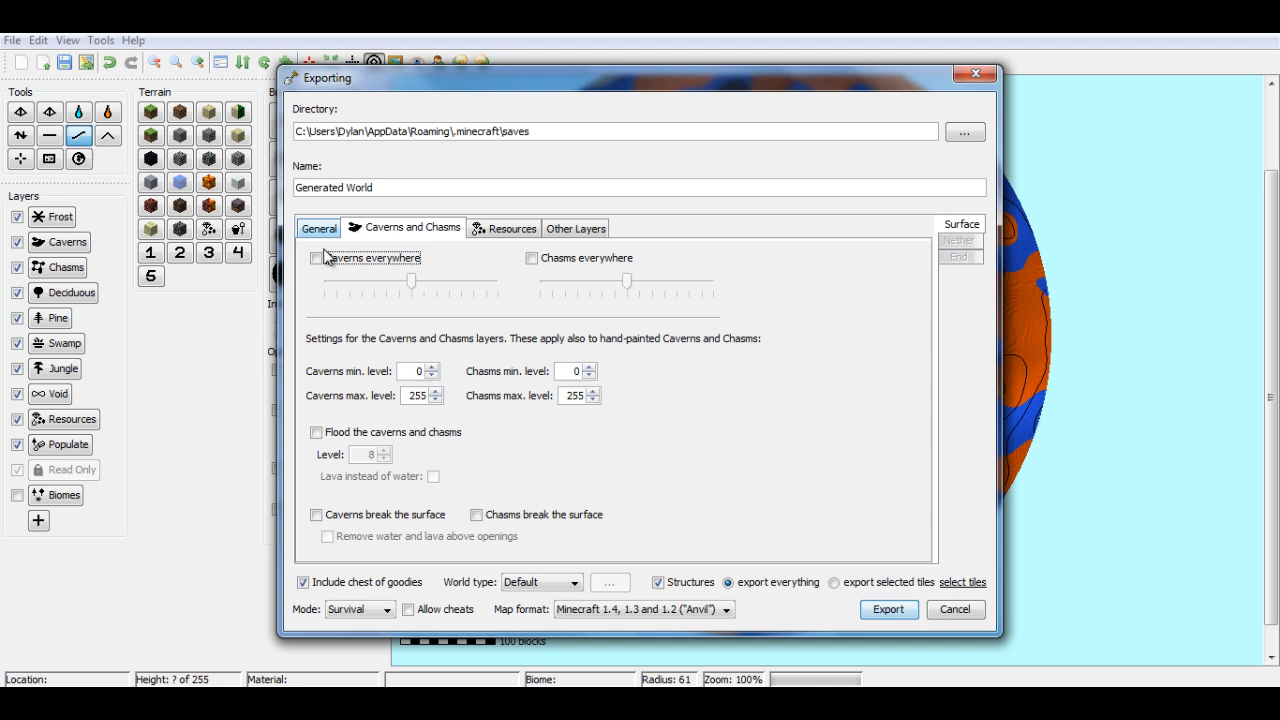 File Edit View Tools Help
Exporting
Tools
Terrain
Directory:
C:\Users\Dylan\AppData\Roaming\.minecraft\saves
...
Name:
Generated World
Layers
Frost
Caverns
Chasms
Deciduous
Pine
Swamp
Jungle
Void
Resources
Populate
Read Only
Biomes
1 2 3 4
5
General Caverns and Chasms Resources Other Layers
Surface
Nether
End
Caverns everywhere Chasms everywhere
Settings for the Caverns and Chasms layers. These apply also to hand-painted Caverns and Chasms:
Caverns min. level: 0 Chasms min. level: 0
Caverns max. level: 255 Chasms max. level: 255
Flood the caverns and chasms
Level: 8
Lava instead of water:
Caverns break the surface Chasms break the surface
Remove water and lava above openings
Include chest of goodies World type: Default ... Structures export everything export selected tiles select tiles
Mode: Survival Allow cheats Map format: Minecraft 1.4, 1.3 and 1.2 ("Anvil") Export Cancel
100 blocks
Location: Height: ? of 255 Material: Biome: Radius: 61 Zoom: 100%